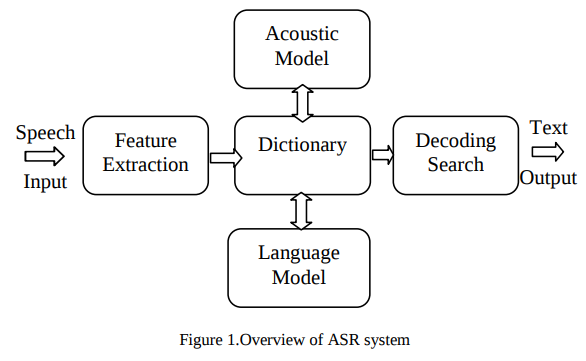 Acoustic
Model
Speech
Input
Feature
Extraction
Dictionary
Decoding
Search
Text
Output
Language
Model
Figure 1.Overview of ASR system